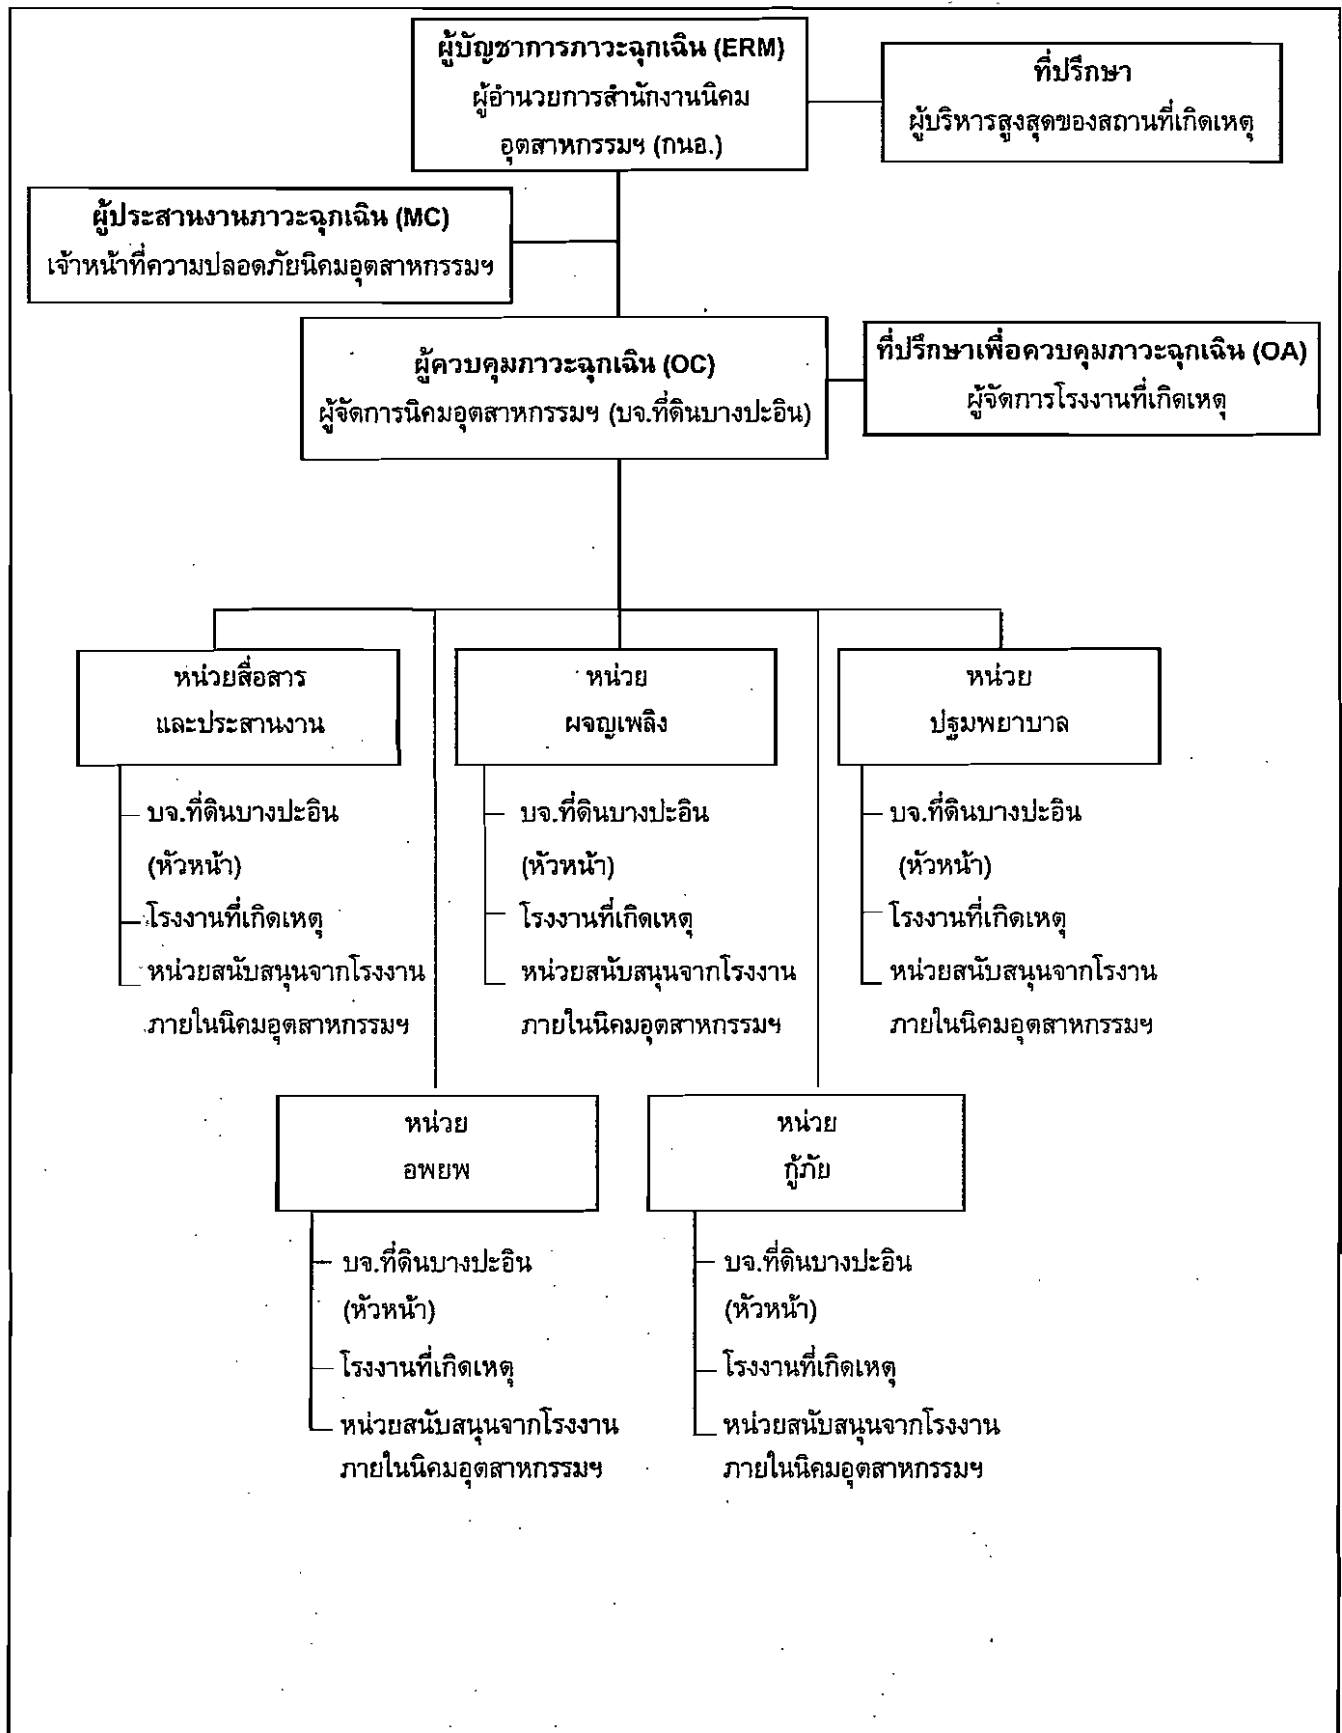 ผู้บัญชาการภาวะฉุกเฉิน (ERM)
ผู้อำนวยการสำนักงานนิคม
อุตสาหกรรมฯ (กนอ.)
ที่ปรึกษา
ผู้บริหารสูงสุดของสถานที่เกิดเหตุ
ผู้ประสานงานภาวะฉุกเฉิน (MC)
เจ้าหน้าที่ความปลอดภัยนิคมอุตสาหกรรมฯ
ผู้ควบคุมภาวะฉุกเฉิน (OC)
ผู้จัดการนิคมอุตสาหกรรมฯ (บจ.ที่ดินบางปะอิน)
ที่ปรึกษาเพื่อควบคุมภาวะฉุกเฉิน (OA)
ผู้จัดการโรงงานที่เกิดเหตุ
หน่วยสื่อสาร
และประสานงาน
บจ.ที่ดินบางปะอิน
(หัวหน้า)
โรงงานที่เกิดเหตุ
หน่วยสนับสนุนจากโรงงาน
ภายในนิคมอุตสาหกรรมฯ
หน่วย
ผจญเพลิง
บจ.ที่ดินบางปะอิน
(หัวหน้า)
โรงงานที่เกิดเหตุ
หน่วยสนับสนุนจากโรงงาน
ภายในนิคมอุตสาหกรรมฯ
หน่วย
ปฐมพยาบาล
บจ.ที่ดินบางปะอิน
(หัวหน้า)
โรงงานที่เกิดเหตุ
หน่วยสนับสนุนจากโรงงาน
ภายในนิคมอุตสาหกรรมฯ
หน่วย
อพยพ
บจ.ที่ดินบางปะอิน
(หัวหน้า)
โรงงานที่เกิดเหตุ
หน่วยสนับสนุนจากโรงงาน
ภายในนิคมอุตสาหกรรมฯ
หน่วย
กู้ภัย
บจ.ที่ดินบางปะอิน
(หัวหน้า)
โรงงานที่เกิดเหตุ
หน่วยสนับสนุนจากโรงงาน
ภายในนิคมอุตสาหกรรมฯ